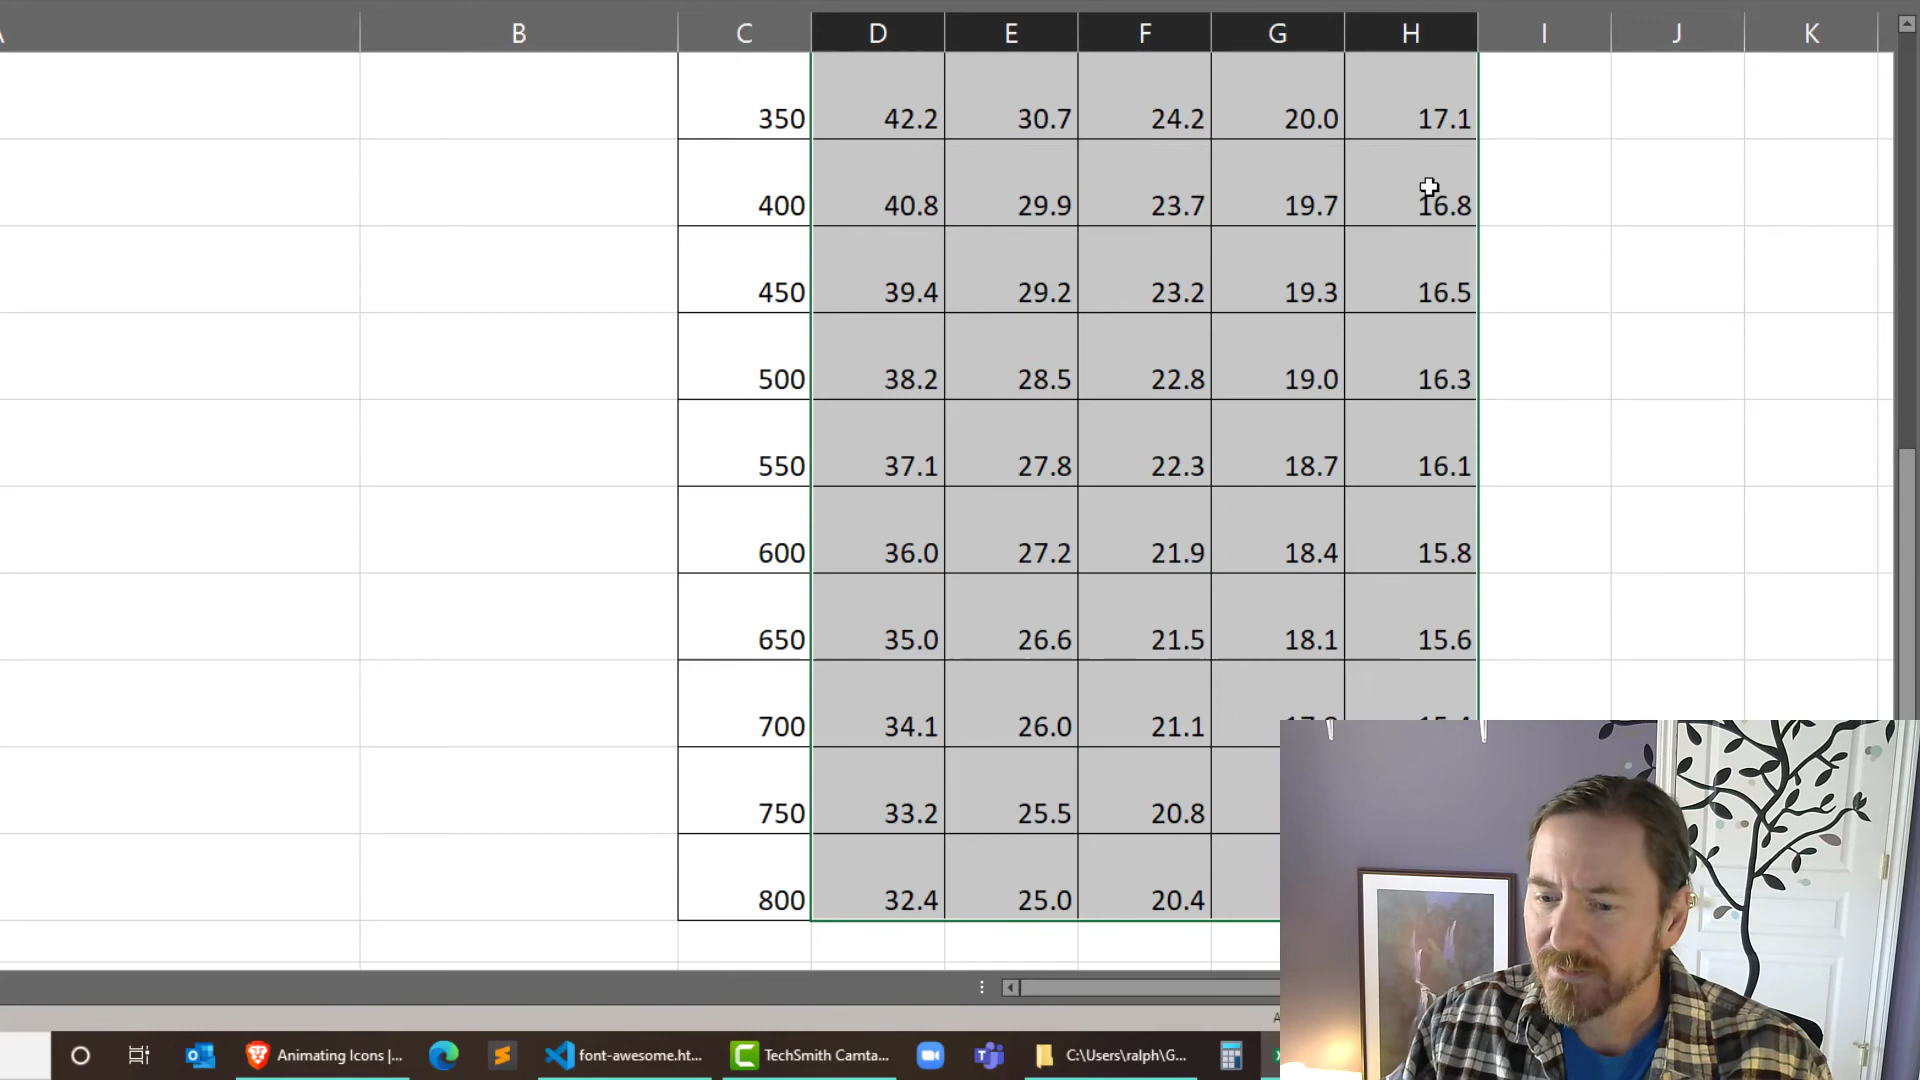 A B C D E F G H I J K
350 42.2 30.7 24.2 20.0 17.1
400 40.8 29.9 23.7 19.7 16.8
450 39.4 29.2 23.2 19.3 16.5
500 38.2 28.5 22.8 19.0 16.3
550 37.1 27.8 22.3 18.7 16.1
600 36.0 27.2 21.9 18.4 15.8
650 35.0 26.6 21.5 18.1 15.6
700 34.1 26.0 21.1
750 33.2 25.5 20.8
800 32.4 25.0 20.4
Animating Icons |... font-awesome.ht... TechSmith Camta... C:\Users\ralph\G...